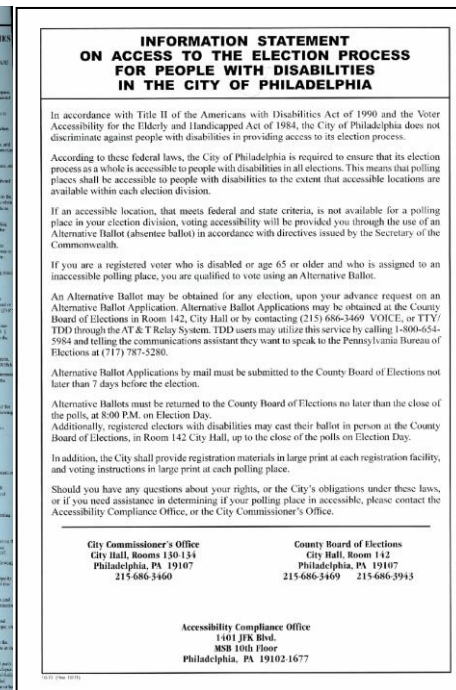 INFORMATION STATEMENT
ON ACCESS TO THE ELECTION PROCESS
FOR PEOPLE WITH DISABILITIES
IN THE CITY OF PHILADELPHIA
In accordance with Title II of the Americans with Disabilities Act of 1990 and the Voter
Accessibility for the Elderly and Handicapped Act of 1984, the City of Philadelphia does not
discriminate against people with disabilities in providing access to its election process.
According to these federal laws, the City of Philadelphia is required to ensure that its election
process as a whole is accessible to people with disabilities in all elections. This means that polling
places shall be accessible to people with disabilities to the extent that accessible locations are
available within each election division.
If an accessible location, that meets federal and state criteria, is not available for a polling
place in your election division, voting accessibility will be provided you through the use of an
Alternative Ballot (absentee ballot) in accordance with directives issued by the Secretary of the
Commonwealth.
If you are a registered voter who is disabled or age 65 or older and who is assigned to an
inaccessible polling place, you are qualified to vote using an Alternative Ballot.
An Alternative Ballot may be obtained for any election, upon your advance request on an
Alternative Ballot Application. Alternative Ballot Applications may be obtained at the County
Board of Elections in Room 142, City Hall or by contacting (215) 686-3469 VOICE, or TTY/
TDD through the AT & T Relay System. TDD users may utilize this service by calling 1-800-654-
5984 and telling the communications assistant they want to speak to the Pennsylvania Bureau of
Elections at (717) 787-5280.
Alternative Ballot Applications by mail must be submitted to the County Board of Elections not
later than 7 days before the election.
Alternative Ballots must be returned to the County Board of Elections no later than the close of
the polls, at 8:00 P.M. on Election Day.
Additionally, registered electors with disabilities may cast their ballot in person at the County
Board of Elections, in Room 142 City Hall, up to the close of the polls on Election Day.
In addition, the City shall provide registration materials in large print at each registration facility,
and voting instructions in large print at each polling place.
Should you have any questions about your rights, or the City's obligations under these laws,
or if you need assistance in determining if your polling place in accessible, please contact the
Accessibility Compliance Office, or the City Commissioner's Office.
City Commissioner's Office
City Hall, Rooms 130-134
Philadelphia, PA 19107
215-686-3460
County Board of Elections
City Hall, Room 142
Philadelphia, PA 19107
215-686-3469 215-686-3943
Accessibility Compliance Office
1401 JFK Blvd.
MSB 10th Floor
Philadelphia, PA 19102-1677